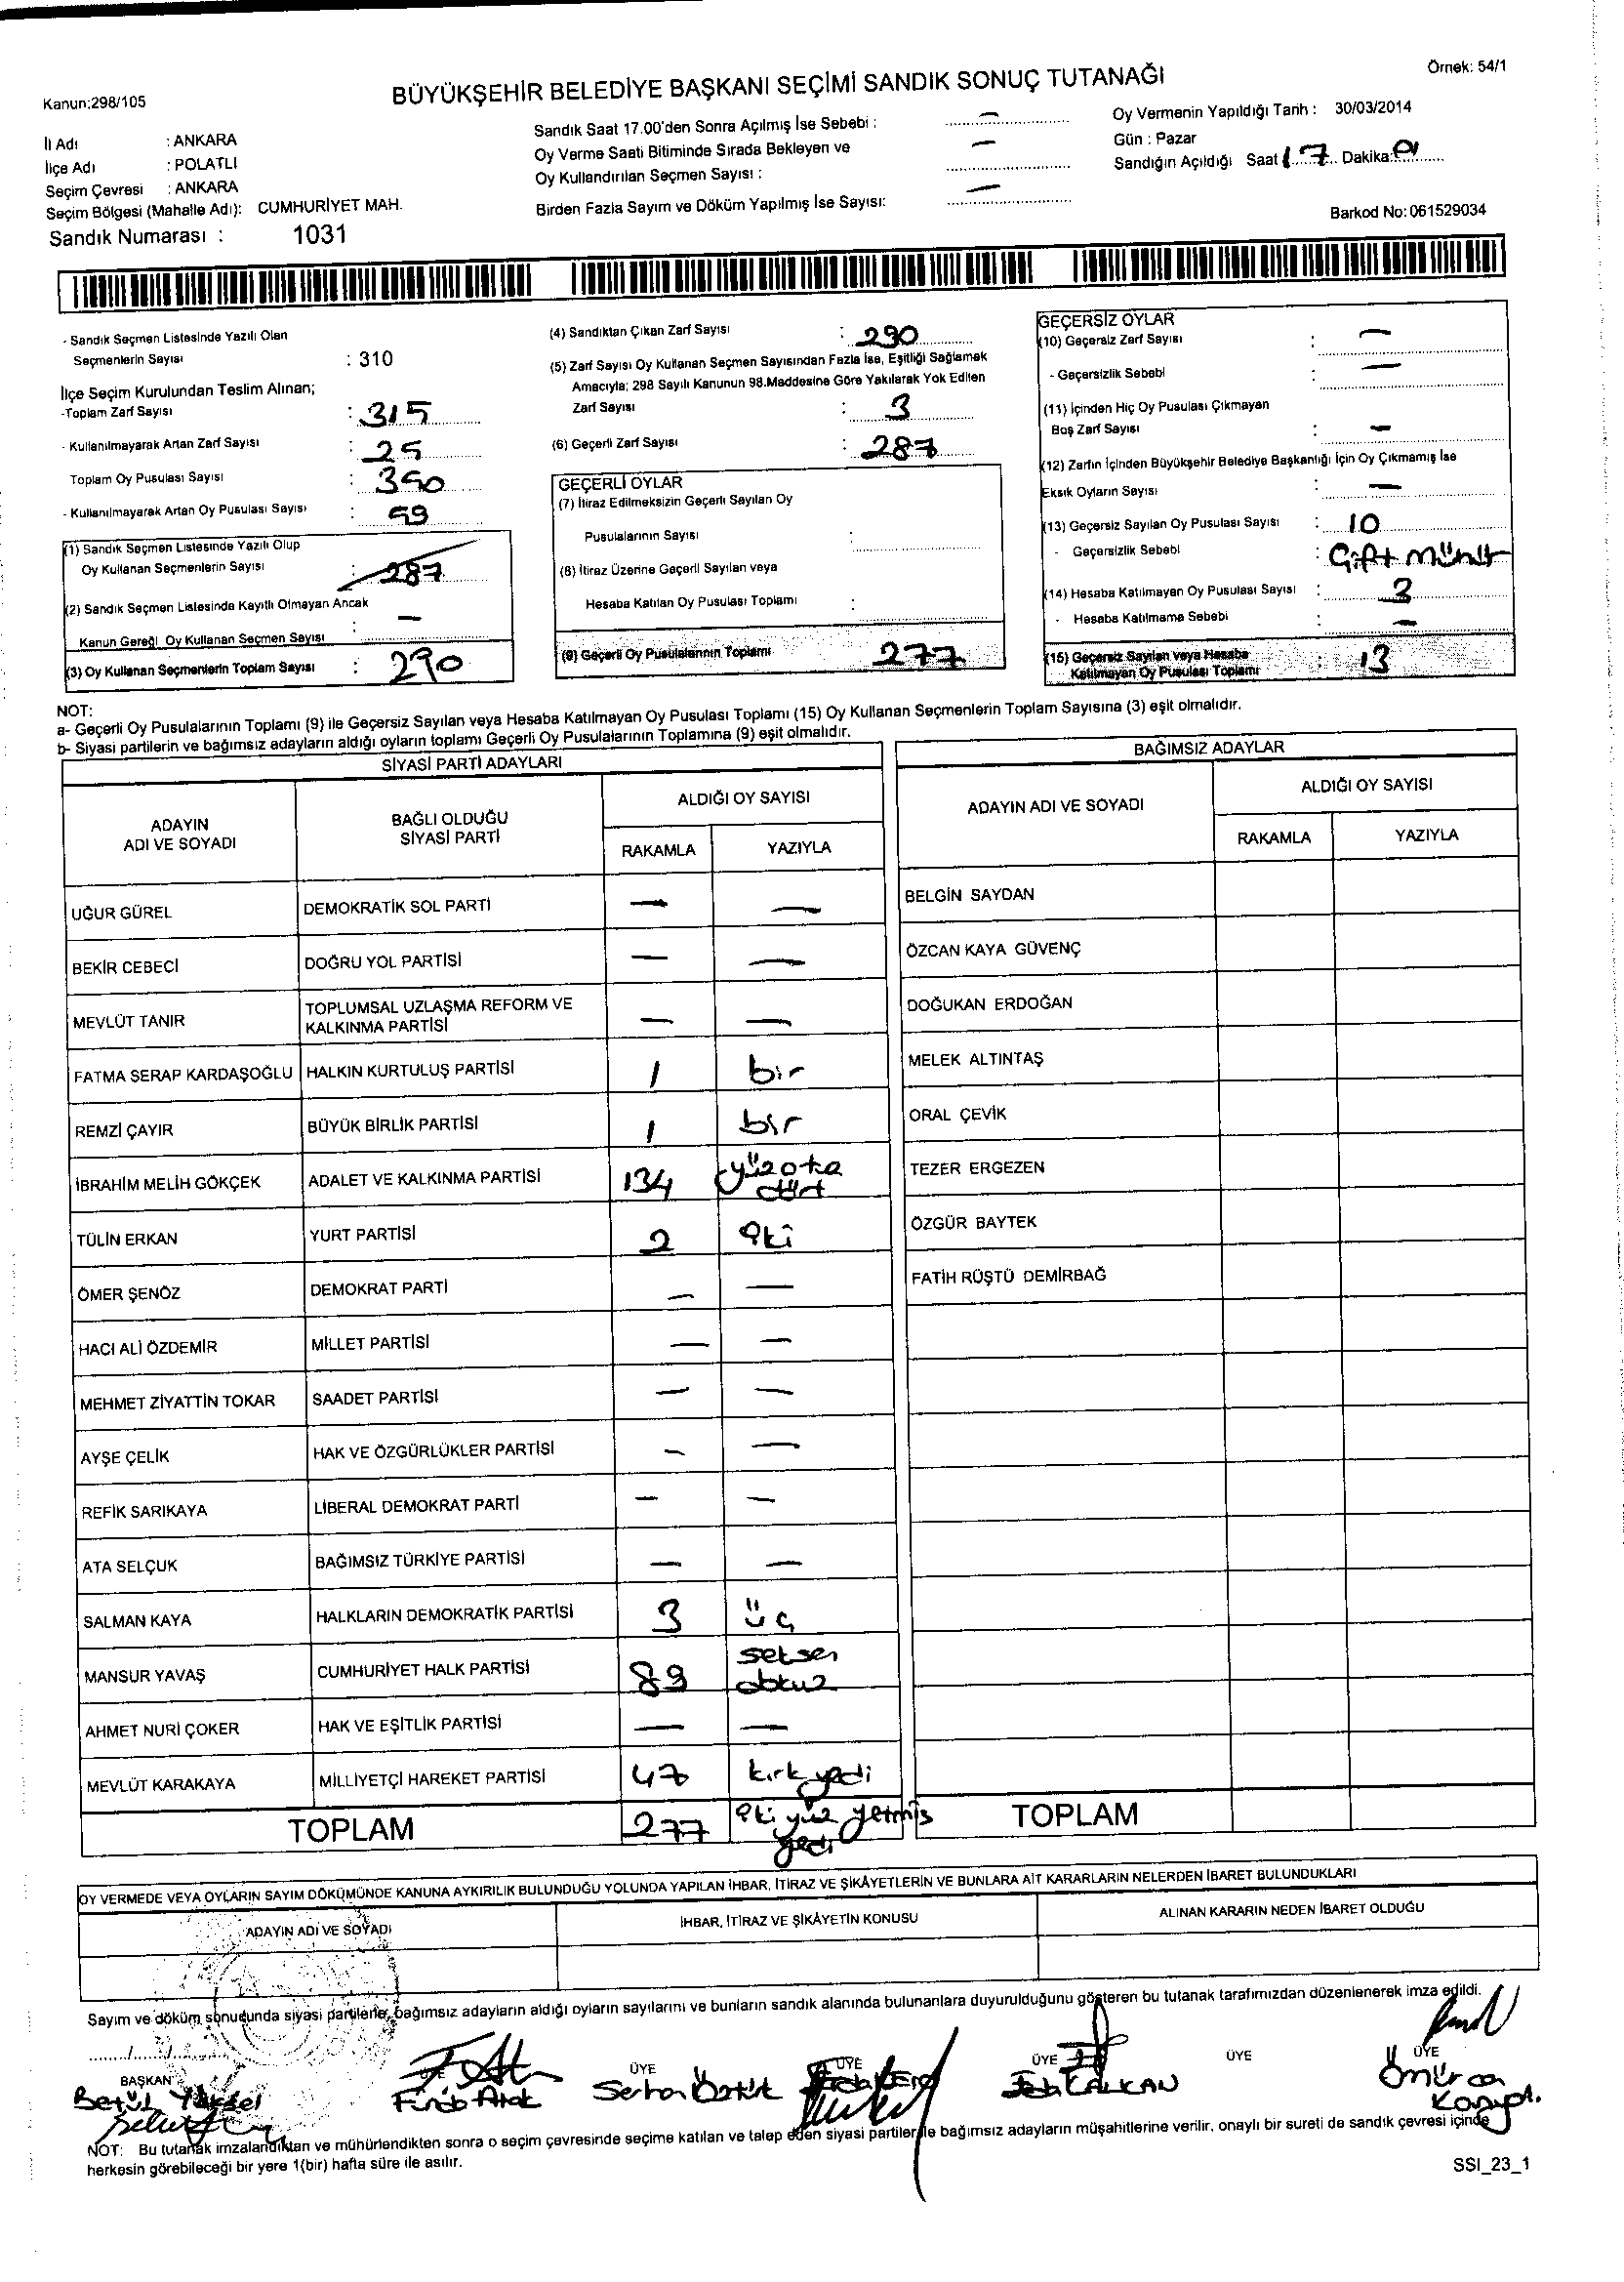 Örnek: 54/1
Kanun:298/105
BÜYÜKŞEHİR BELEDİYE BAŞKANI SEÇİMİ SANDIK SONUÇ TUTANAĞI
İl Adı : ANKARA
İlçe Adı : POLATLI
Seçim Çevresi : ANKARA
Seçim Bölgesi (Mahalle Adı): CUMHURİYET MAH.
Sandık Numarası : 1031
Sandık Saat 17.00'den Sonra Açılmış İse Sebebi : —
Oy Verme Saati Bitiminde Sırada Bekleyen ve
Oy Kullandırılan Seçmen Sayısı : —
Birden Fazla Sayım ve Döküm Yapılmış İse Sayısı: —
Oy Vermenin Yapıldığı Tarih : 30/03/2014
Gün : Pazar
Sandığın Açıldığı Saat 17 Dakika:
Barkod No:061529034
- Sandık Seçmen Listesinde Yazılı Olan
Seçmenlerin Sayısı : 310
İlçe Seçim Kurulundan Teslim Alınan;
-Toplam Zarf Sayısı : 315
- Kullanılmayarak Artan Zarf Sayısı : 25
Toplam Oy Pusulası Sayısı : 350
- Kullanılmayarak Artan Oy Pusulası Sayısı : 59
(1) Sandık Seçmen Listesinde Yazılı Olup
Oy Kullanan Seçmenlerin Sayısı : 287
(2) Sandık Seçmen Listesinde Kayıtlı Olmayan Ancak
Kanun Gereği Oy Kullanan Seçmen Sayısı : —
(3) Oy Kullanan Seçmenlerin Toplam Sayısı : 290
(4) Sandıktan Çıkan Zarf Sayısı : 290
(5) Zarf Sayısı Oy Kullanan Seçmen Sayısından Fazla İse, Eşitliği Sağlamak
Amacıyla; 298 Sayılı Kanunun 98.Maddesine Göre Yakılarak Yok Edilen
Zarf Sayısı : 3
(6) Geçerli Zarf Sayısı : 287
GEÇERLİ OYLAR
(7) İtiraz Edilmeksizin Geçerli Sayılan Oy
Pusulalarının Sayısı :
(8) İtiraz Üzerine Geçerli Sayılan veya
Hesaba Katılan Oy Pusulası Toplamı :
(9) Geçerli Oy Pusulalarının Toplamı 277
GEÇERSİZ OYLAR
(10) Geçersiz Zarf Sayısı : —
- Geçersizlik Sebebi : —
(11) İçinden Hiç Oy Pusulası Çıkmayan
Boş Zarf Sayısı : —
(12) Zarfın İçinden Büyükşehir Belediye Başkanlığı İçin Oy Çıkmamış İse
Eksik Oyların Sayısı : —
(13) Geçersiz Sayılan Oy Pusulası Sayısı : 10
- Geçersizlik Sebebi : Çift mühür
(14) Hesaba Katılmayan Oy Pusulası Sayısı : 3
- Hesaba Katılmama Sebebi : —
(15) Geçersiz Sayılan veya Hesaba
Katılmayan Oy Pusulası Toplamı : 13
NOT:
a- Geçerli Oy Pusulalarının Toplamı (9) ile Geçersiz Sayılan veya Hesaba Katılmayan Oy Pusulası Toplamı (15) Oy Kullanan Seçmenlerin Toplam Sayısına (3) eşit olmalıdır.
b- Siyasi partilerin ve bağımsız adayların aldığı oyların toplamı Geçerli Oy Pusulalarının Toplamına (9) eşit olmalıdır.
SİYASİ PARTİ ADAYLARI
ADAYIN ADI VE SOYADI BAĞLI OLDUĞU SİYASİ PARTİ ALDIĞI OY SAYISI
RAKAMLA YAZIYLA
UĞUR GÜREL DEMOKRATİK SOL PARTİ — —
BEKİR CEBECİ DOĞRU YOL PARTİSİ — —
MEVLÜT TANIR TOPLUMSAL UZLAŞMA REFORM VE KALKINMA PARTİSİ — —
FATMA SERAP KARDAŞOĞLU HALKIN KURTULUŞ PARTİSİ 1 bir
REMZİ ÇAYIR BÜYÜK BİRLİK PARTİSİ 1 bir
İBRAHİM MELİH GÖKÇEK ADALET VE KALKINMA PARTİSİ 134 yüzotuz dört
TÜLİN ERKAN YURT PARTİSİ 2 iki
ÖMER ŞENÖZ DEMOKRAT PARTİ — —
HACI ALİ ÖZDEMİR MİLLET PARTİSİ — —
MEHMET ZİYATTİN TOKAR SAADET PARTİSİ — —
AYŞE ÇELİK HAK VE ÖZGÜRLÜKLER PARTİSİ — —
REFİK SARIKAYA LİBERAL DEMOKRAT PARTİ — —
ATA SELÇUK BAĞIMSIZ TÜRKİYE PARTİSİ — —
SALMAN KAYA HALKLARIN DEMOKRATİK PARTİSİ 3 üç
MANSUR YAVAŞ CUMHURİYET HALK PARTİSİ 89 seksen dokuz
AHMET NURİ ÇOKER HAK VE EŞİTLİK PARTİSİ — —
MEVLÜT KARAKAYA MİLLİYETÇİ HAREKET PARTİSİ 47 kırk yedi
TOPLAM 277 iki yüz yetmiş yedi
BAĞIMSIZ ADAYLAR
ADAYIN ADI VE SOYADI ALDIĞI OY SAYISI
RAKAMLA YAZIYLA
BELGİN SAYDAN
ÖZCAN KAYA GÜVENÇ
DOĞUKAN ERDOĞAN
MELEK ALTINTAŞ
ORAL ÇEVİK
TEZER ERGEZEN
ÖZGÜR BAYTEK
FATİH RÜŞTÜ DEMİRBAĞ
TOPLAM
OY VERMEDE VEYA OYLARIN SAYIM DÖKÜMÜNDE KANUNA AYKIRILIK BULUNDUĞU YOLUNDA YAPILAN İHBAR, İTİRAZ VE ŞİKÂYETLERİN VE BUNLARA AİT KARARLARIN NELERDEN İBARET BULUNDUKLARI
ADAYIN ADI VE SOYADI İHBAR, İTİRAZ VE ŞİKÂYETİN KONUSU ALINAN KARARIN NEDEN İBARET OLDUĞU
Sayım ve döküm sonucunda siyasi partilerle, bağımsız adayların aldığı oyların sayılarını ve bunların sandık alanında bulunanlara duyurulduğunu gösteren bu tutanak tarafımızdan düzenlenerek imza edildi.
BAŞKAN ÜYE ÜYE ÜYE ÜYE ÜYE
Betül Yüksel Serhan Öztürk KALKAN Önürcan
NOT: Bu tutanak imzalandıktan ve mühürlendikten sonra o seçim çevresinde seçime katılan ve talep eden siyasi partiler ile bağımsız adayların müşahitlerine verilir, onaylı bir sureti de sandık çevresi içinde
herkesin görebileceği bir yere 1(bir) hafta süre ile asılır.
SSI_23_1